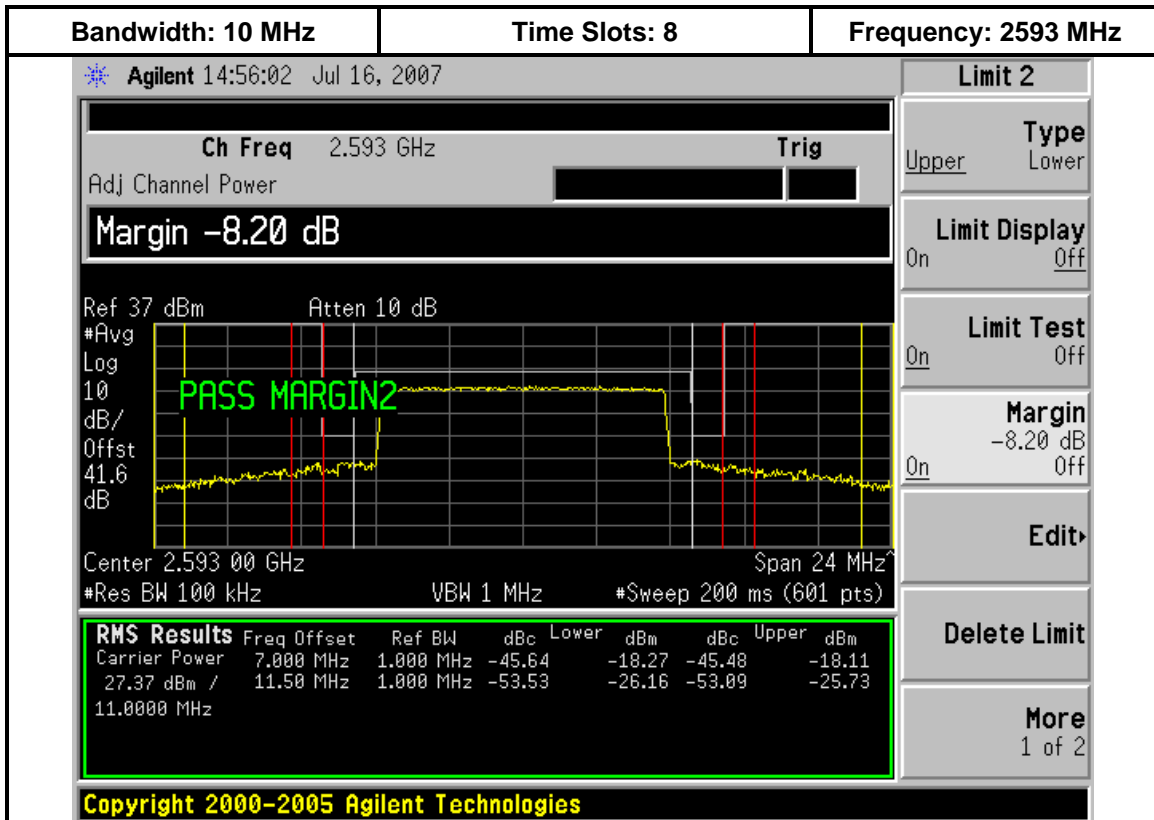 Bandwidth: 10 MHz Time Slots: 8 Frequency: 2593 MHz
Agilent 14:56:02 Jul 16, 2007
Limit 2
Ch Freq 2.593 GHz Trig
Adj Channel Power
Type
Upper Lower
Margin -8.20 dB
Limit Display
On Off
Ref 37 dBm Atten 10 dB
#Avg
Log
10
dB/
Offst
41.6
dB
PASS MARGIN2
Limit Test
On Off
Margin
-8.20 dB
On Off
Center 2.593 00 GHz Span 24 MHz^
#Res BW 100 kHz VBW 1 MHz #Sweep 200 ms (601 pts)
Edit▸
RMS Results Freq Offset Ref BW dBc Lower dBm dBc Upper dBm
Carrier Power 7.000 MHz 1.000 MHz -45.64 -18.27 -45.48 -18.11
27.37 dBm / 11.50 MHz 1.000 MHz -53.53 -26.16 -53.09 -25.73
11.0000 MHz
Delete Limit
More
1 of 2
Copyright 2000-2005 Agilent Technologies